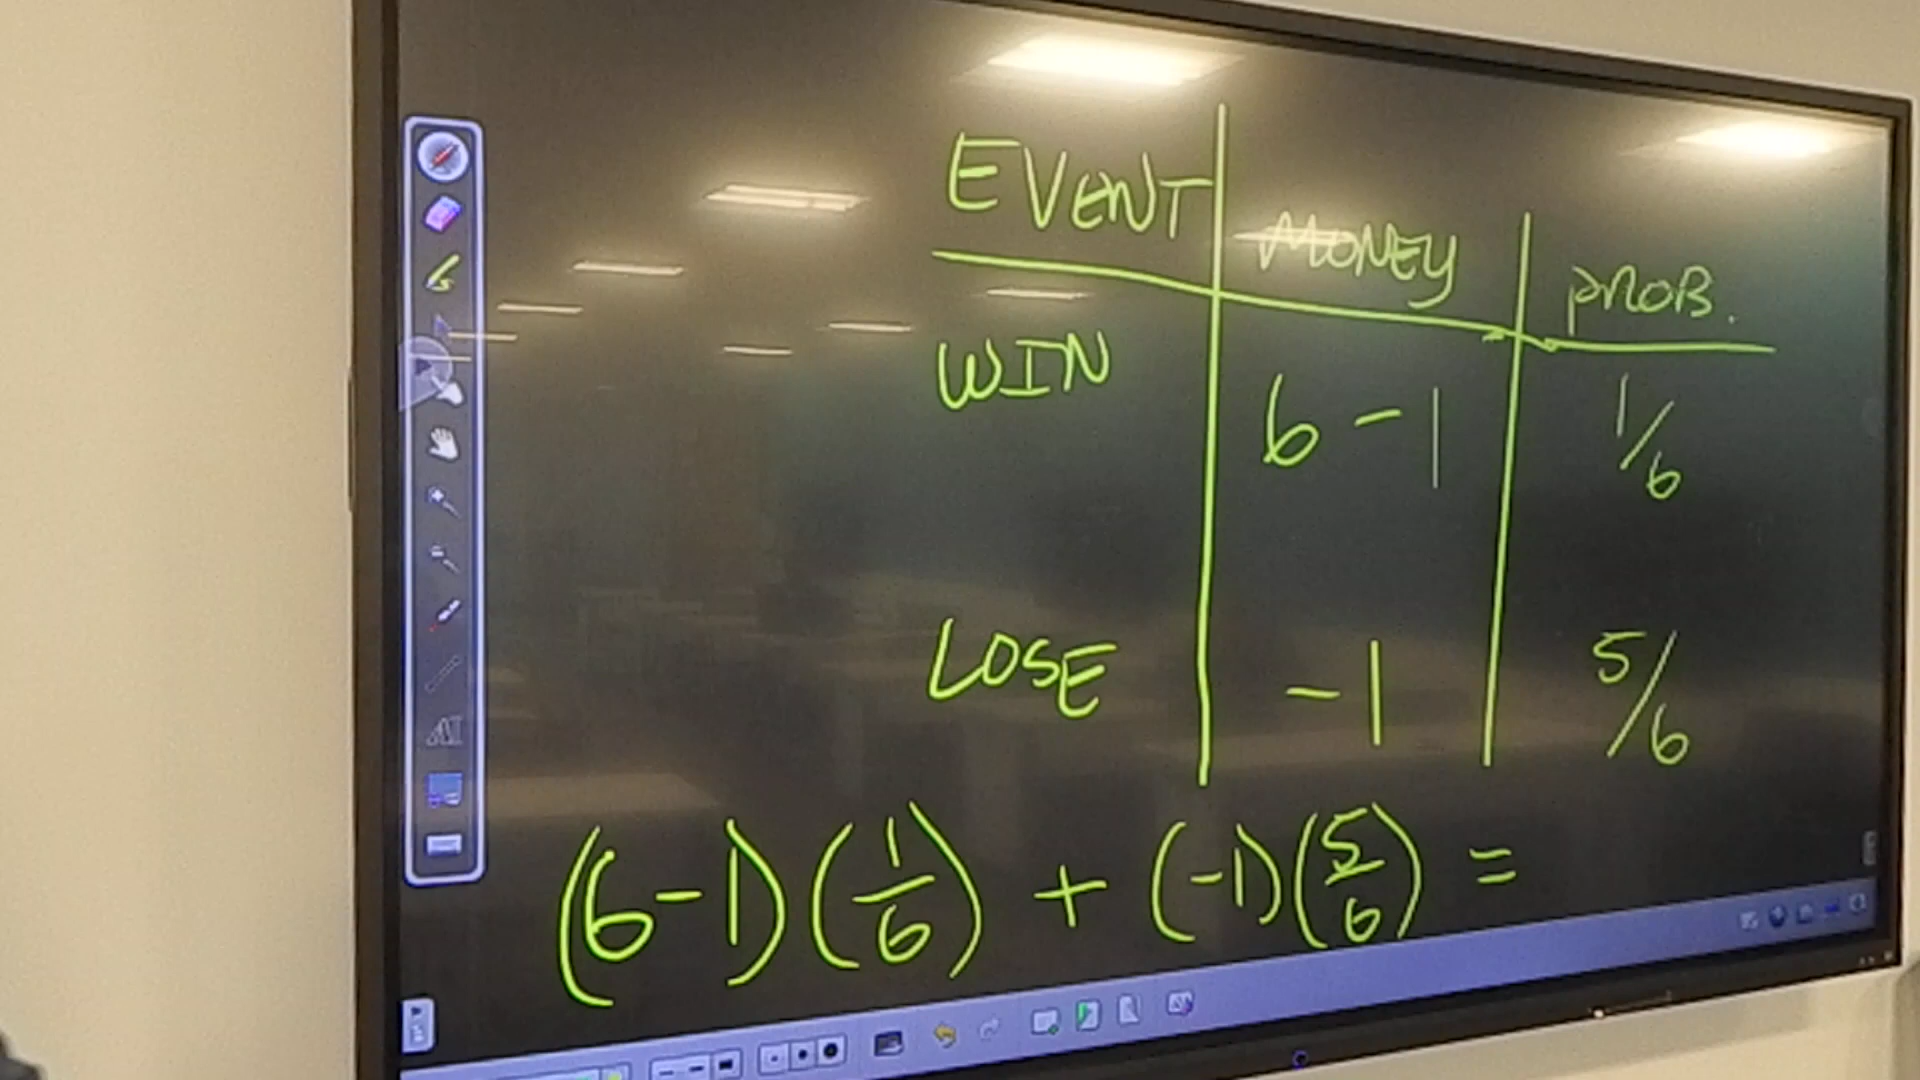 EVENT MONEY PROB.
WIN 6-1 1/6
LOSE -1 5/6
(6-1)(1/6) + (-1)(5/6) =